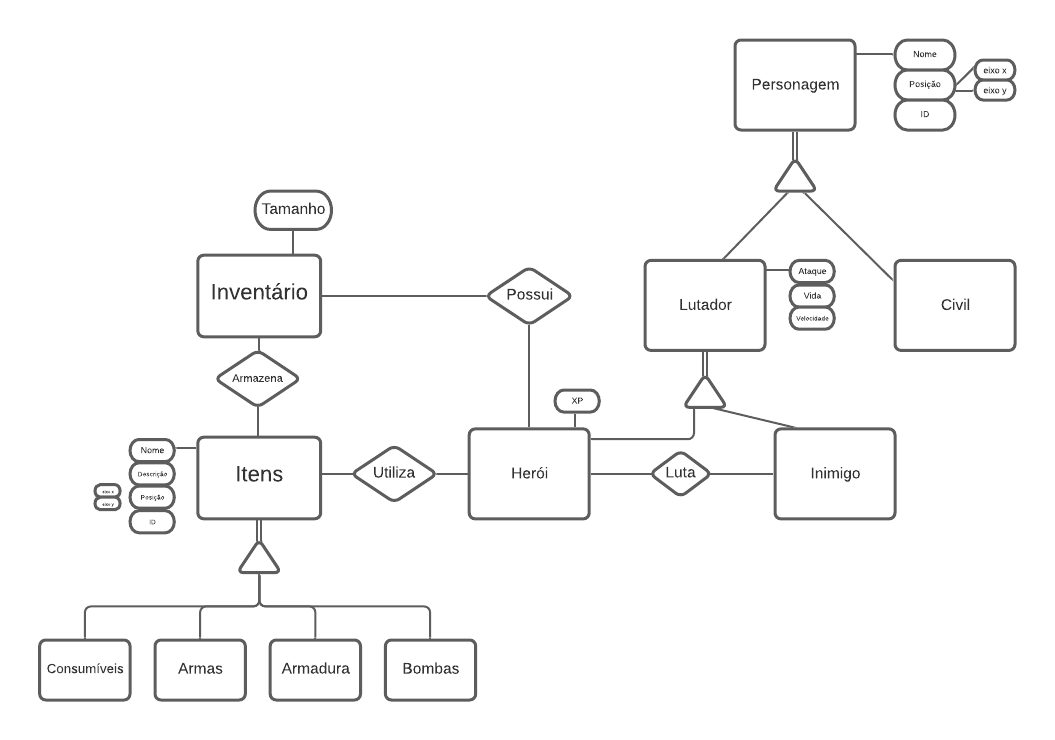 Nome
Personagem
Posição
eixo x
eixo y
ID
Tamanho
Inventário
Possui
Lutador
Ataque
Vida
Velocidade
Civil
Armazena
XP
Nome
Descrição
Posição
eixo x
eixo y
ID
Itens
Utiliza
Herói
Luta
Inimigo
Consumíveis
Armas
Armadura
Bombas